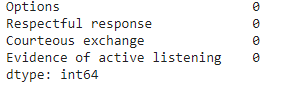 Options 0
Respectful response 0
Courteous exchange 0
Evidence of active listening 0
dtype: int64